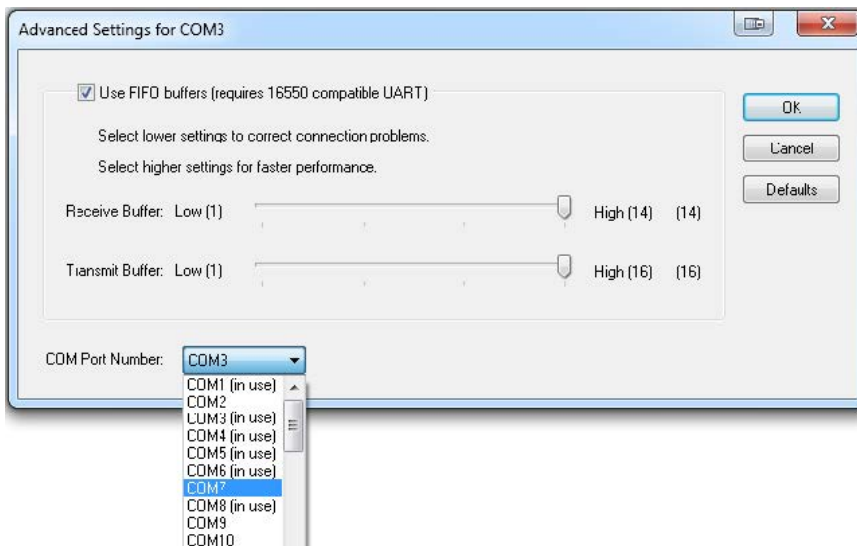 Advanced Settings for COM3
Use FIFO buffers (requires 16550 compatible UART)
OK
Select lower settings to correct connection problems.
Cancel
Select higher settings for faster performance.
Defaults
Receive Buffer: Low (1) High (14) (14)
Transmit Buffer: Low (1) High (16) (16)
COM Port Number: COM3
COM1 (in use)
COM2
COM3 (in use)
COM4 (in use)
COM5 (in use)
COM6 (in use)
COM7
COM8 (in use)
COM9
COM10